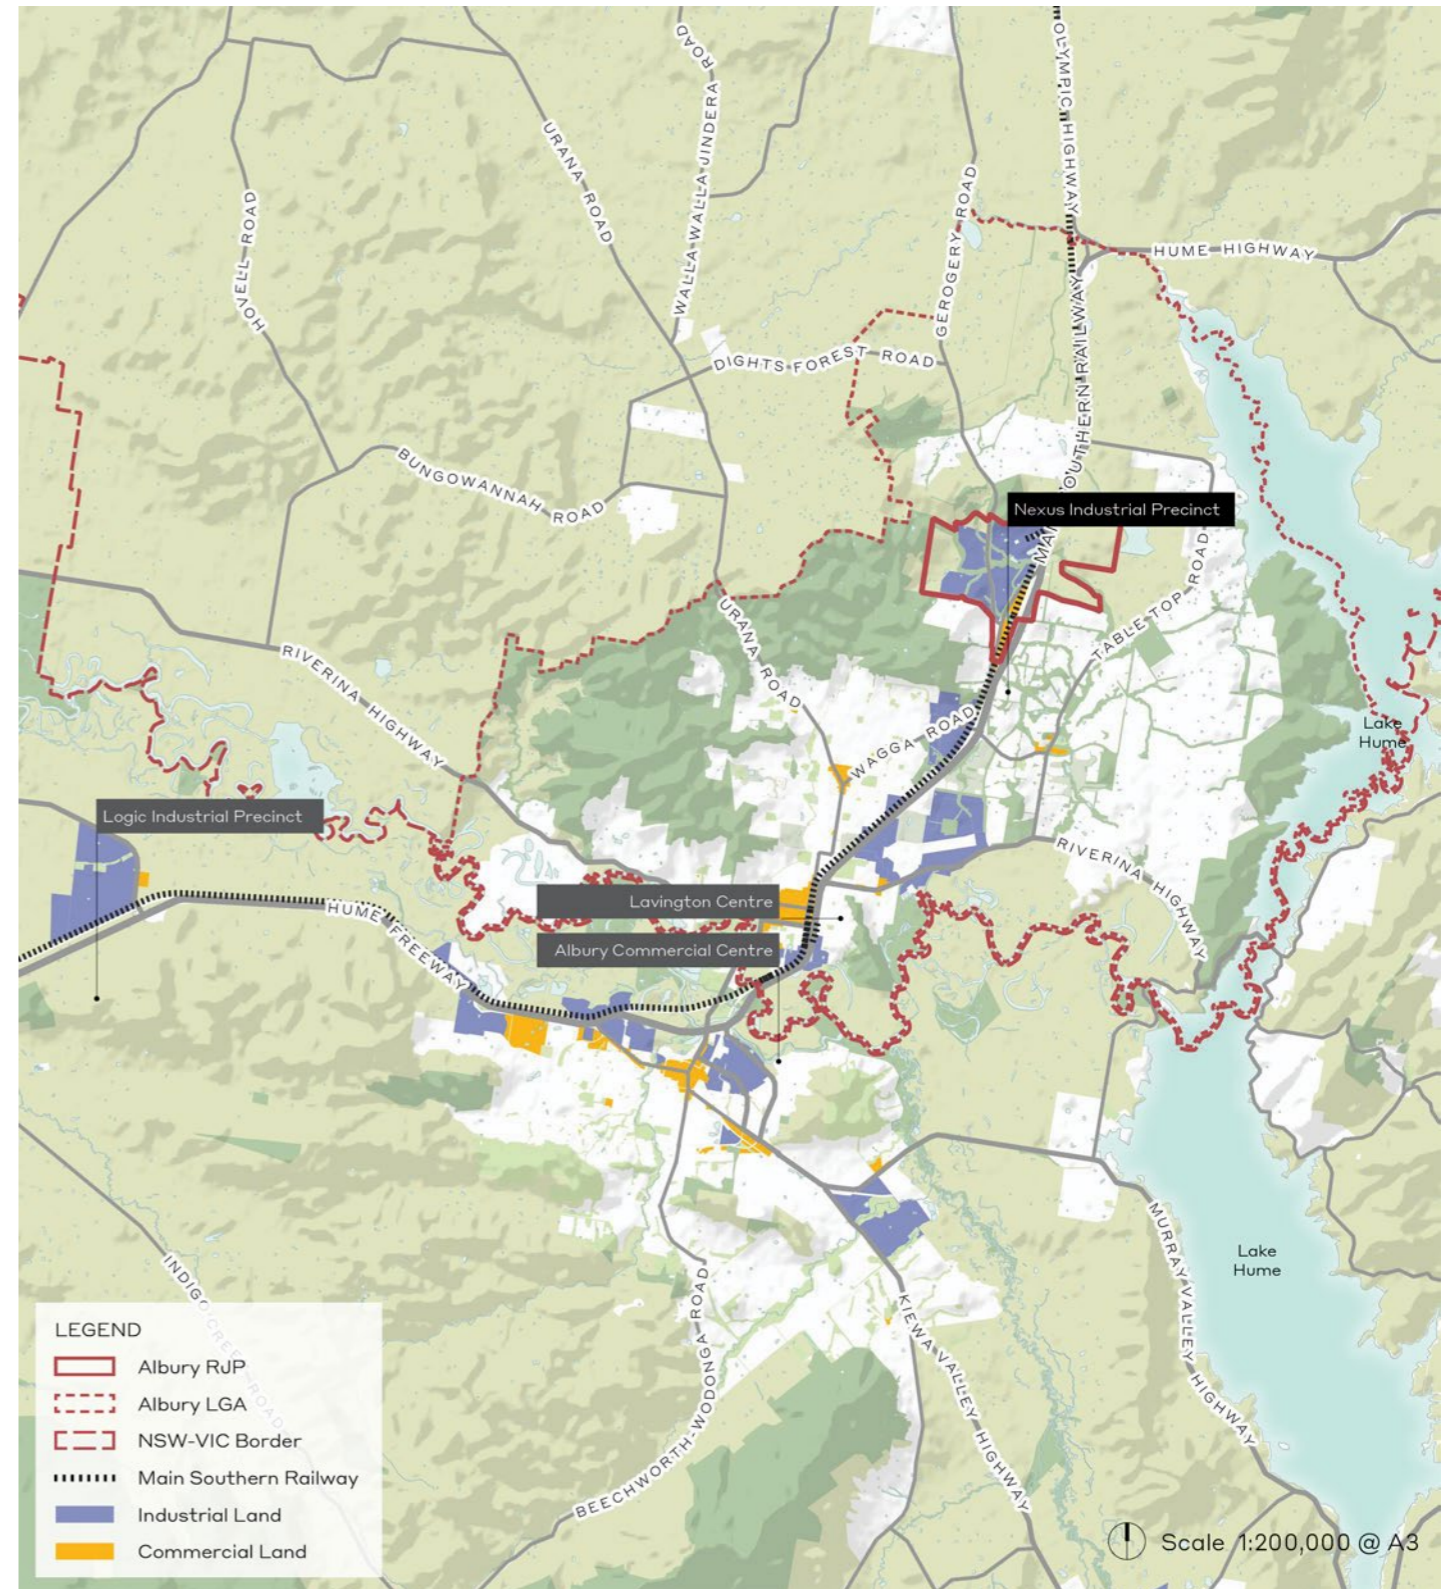 ROAD
OLYMPIC HIGHWAY
URANA ROAD
WALLA WALLA JINDERA
GEROGERY ROAD
HOVELL ROAD
HUME HIGHWAY
DIGHTS FOREST ROAD
MAIN SOUTHERN RAILWAY
BUNGOWANNAH ROAD
Nexus Industrial Precinct
TABLE TOP ROAD
URANA ROAD
RIVERINA HIGHWAY
WAGGA ROAD
Lake
Hume
Logic Industrial Precinct
RIVERINA HIGHWAY
Lavington Centre
HUME FREEWAY
Albury Commercial Centre
MURRAY VALLEY HIGHWAY
Lake
Hume
INDIGO CREEK ROAD
KIEWA VALLEY HIGHWAY
BEECHWORTH-WODONGA ROAD
LEGEND
Albury RJP
Albury LGA
NSW-VIC Border
Main Southern Railway
Industrial Land
Commercial Land
Scale 1:200,000 @ A3